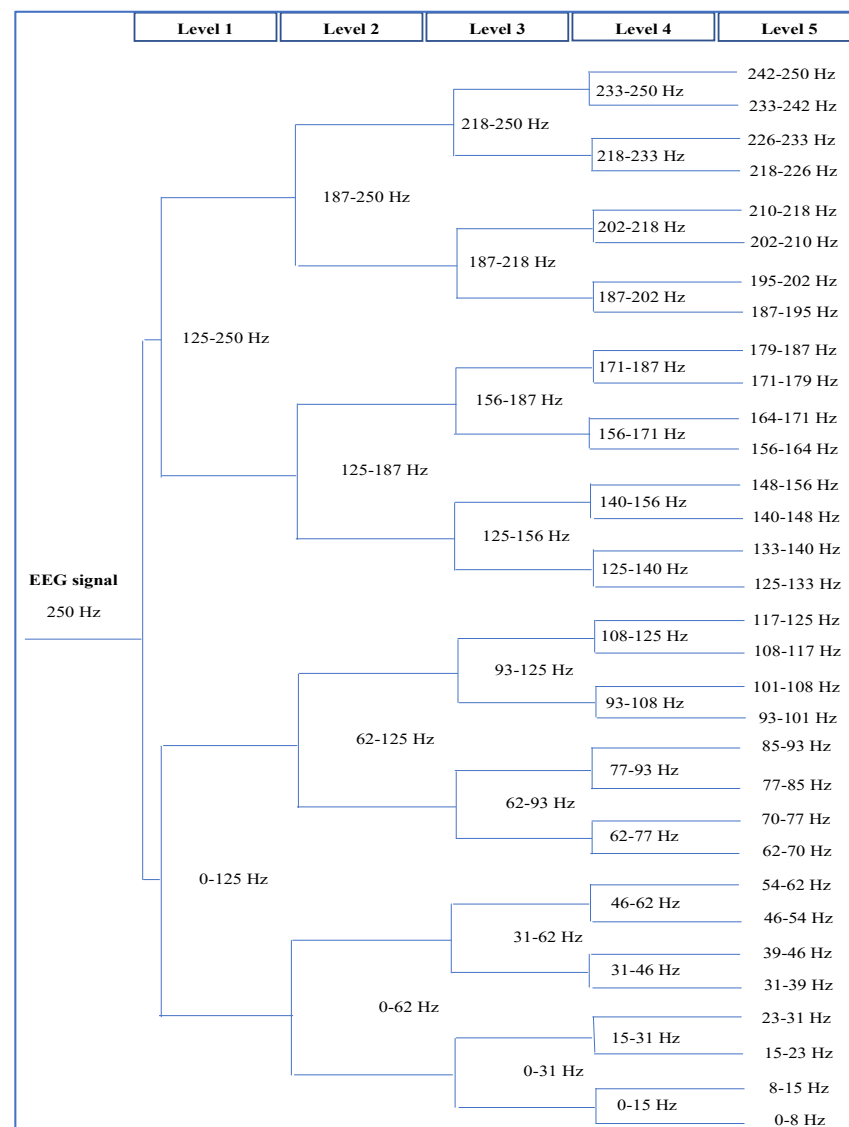 Level 1 Level 2 Level 3 Level 4 Level 5
242-250 Hz
233-250 Hz
233-242 Hz
218-250 Hz
226-233 Hz
218-233 Hz
218-226 Hz
187-250 Hz
210-218 Hz
202-218 Hz
202-210 Hz
187-218 Hz
195-202 Hz
187-202 Hz
187-195 Hz
125-250 Hz
179-187 Hz
171-187 Hz
171-179 Hz
156-187 Hz
164-171 Hz
156-171 Hz
156-164 Hz
125-187 Hz
148-156 Hz
140-156 Hz
140-148 Hz
125-156 Hz
133-140 Hz
125-140 Hz
125-133 Hz
EEG signal
250 Hz
117-125 Hz
108-125 Hz
108-117 Hz
93-125 Hz
101-108 Hz
93-108 Hz
93-101 Hz
62-125 Hz
85-93 Hz
77-93 Hz
77-85 Hz
62-93 Hz
70-77 Hz
62-77 Hz
62-70 Hz
0-125 Hz
54-62 Hz
46-62 Hz
46-54 Hz
31-62 Hz
39-46 Hz
31-46 Hz
31-39 Hz
0-62 Hz
23-31 Hz
15-31 Hz
15-23 Hz
0-31 Hz
8-15 Hz
0-15 Hz
0-8 Hz